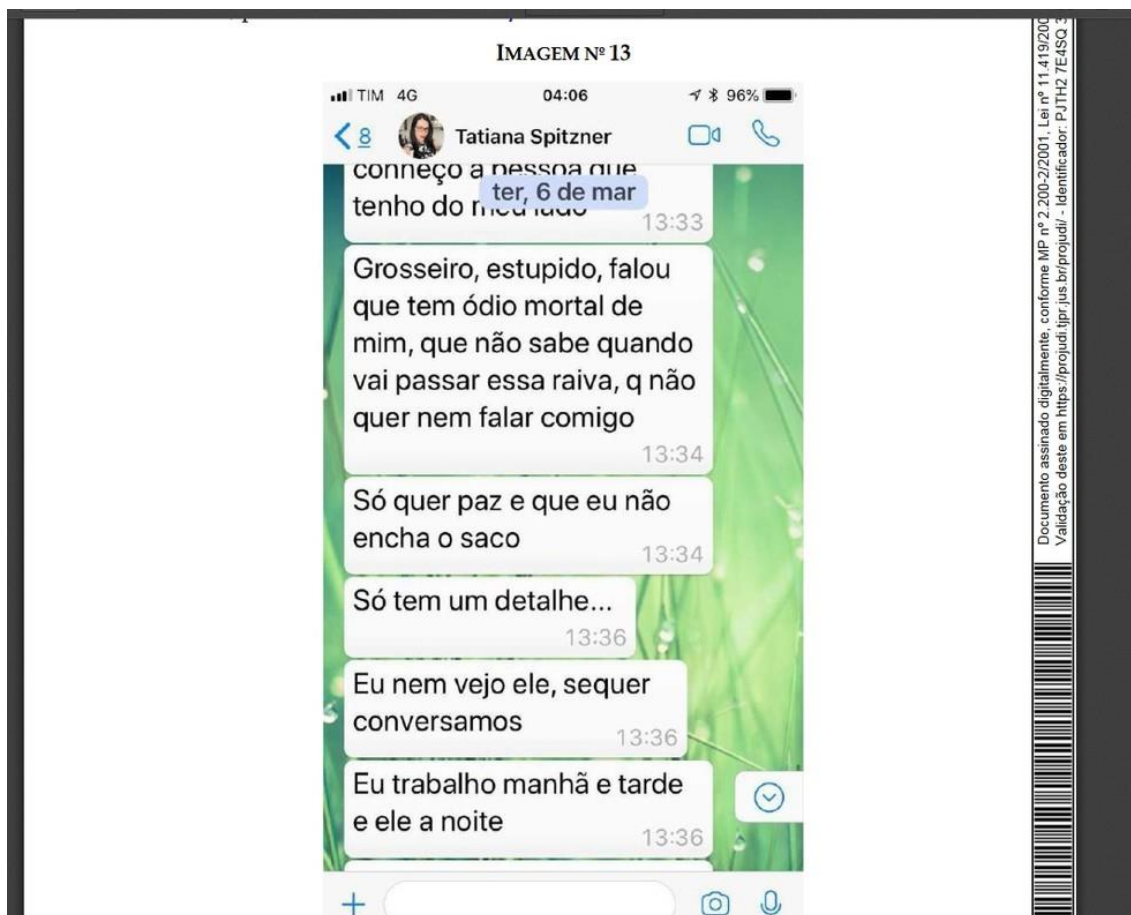 IMAGEM Nº 13
TIM 4G 04:06 96%
8 Tatiana Spitzner
conheço a pessoa que
ter, 6 de mar
tenho do meu lado 13:33
Grosseiro, estupido, falou
que tem ódio mortal de
mim, que não sabe quando
vai passar essa raiva, q não
quer nem falar comigo
13:34
Só quer paz e que eu não
encha o saco 13:34
Só tem um detalhe...
13:36
Eu nem vejo ele, sequer
conversamos 13:36
Eu trabalho manhã e tarde
e ele a noite 13:36
Documento assinado digitalmente, conforme MP nº 2.200-2/2001, Lei nº 11.419/200
Validação deste em https://projudi.tjpr.jus.br/projudi/ - Identificador: PJTH2 7E4SQ